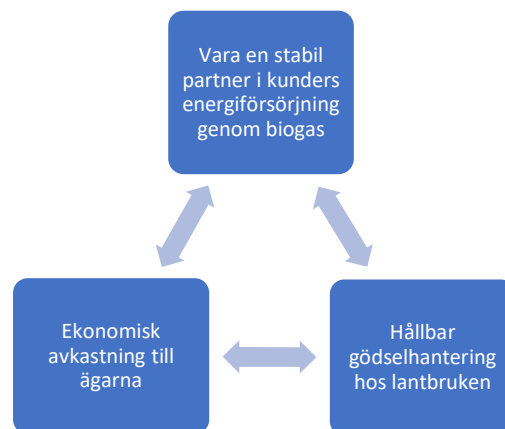 Vara en stabil
partner i kunders
energiförsörjning
genom biogas
Ekonomisk
avkastning till
ägarna
Hållbar
gödselhantering
hos lantbruken